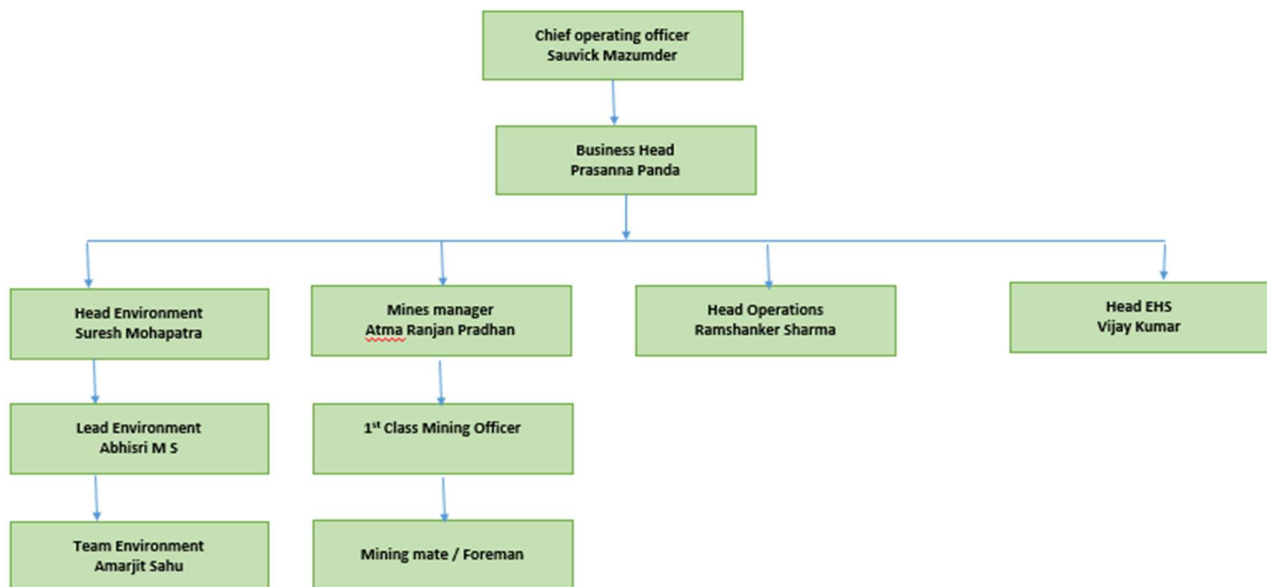 Chief operating officer
Sauvick Mazumder
Business Head
Prasanna Panda
Head Environment
Suresh Mohapatra
Mines manager
Atma Ranjan Pradhan
Head Operations
Ramshanker Sharma
Head EHS
Vijay Kumar
Lead Environment
Abhisri M S
1st Class Mining Officer
Team Environment
Amarjit Sahu
Mining mate / Foreman